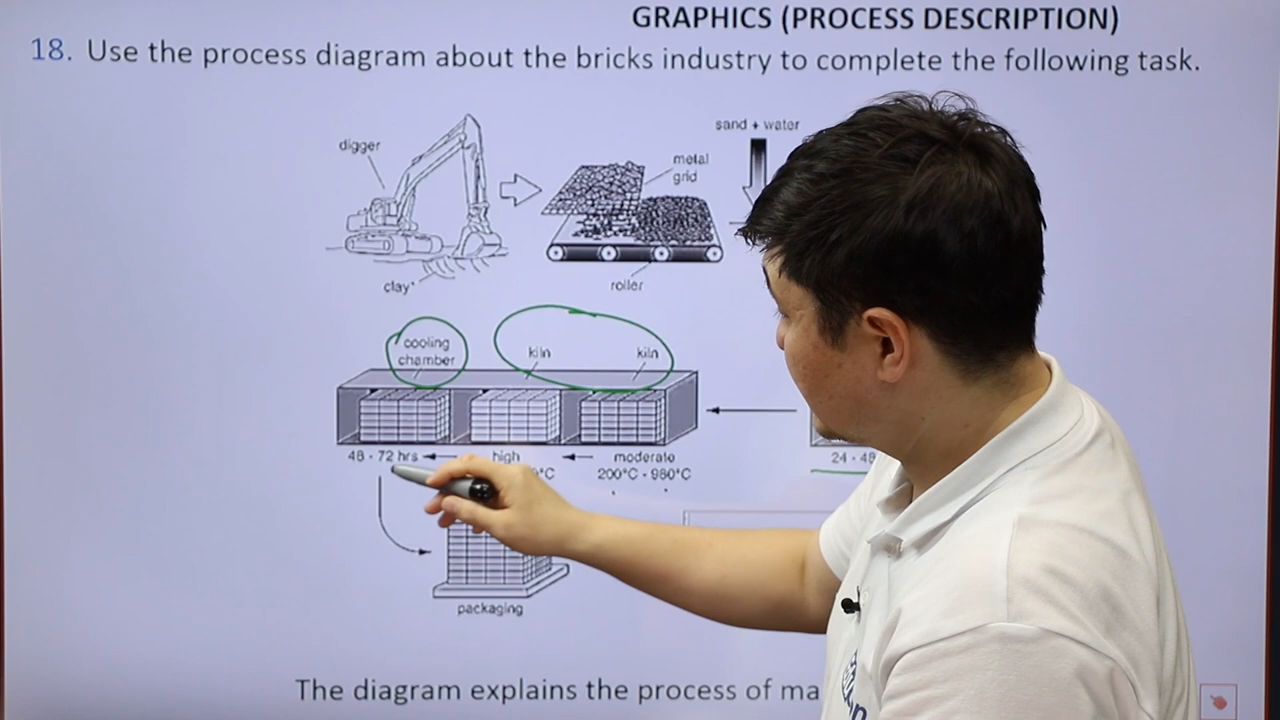 GRAPHICS (PROCESS DESCRIPTION)
18. Use the process diagram about the bricks industry to complete the following task.
digger
metal
grid
sand + water
clay*
roller
cooling
chamber
kiln
kiln
48 - 72 hrs
high
moderate
°C
200°C - 980°C
24 - 48
packaging
The diagram explains the process of ma